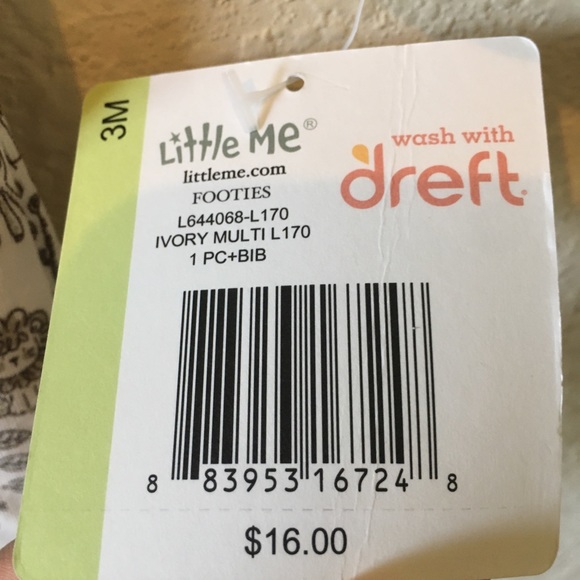 3M
Little Me®
littleme.com
FOOTIES
L644068-L170
IVORY MULTI L170
1 PC+BIB
wash with
dreft
8 83953 16724 8
$16.00